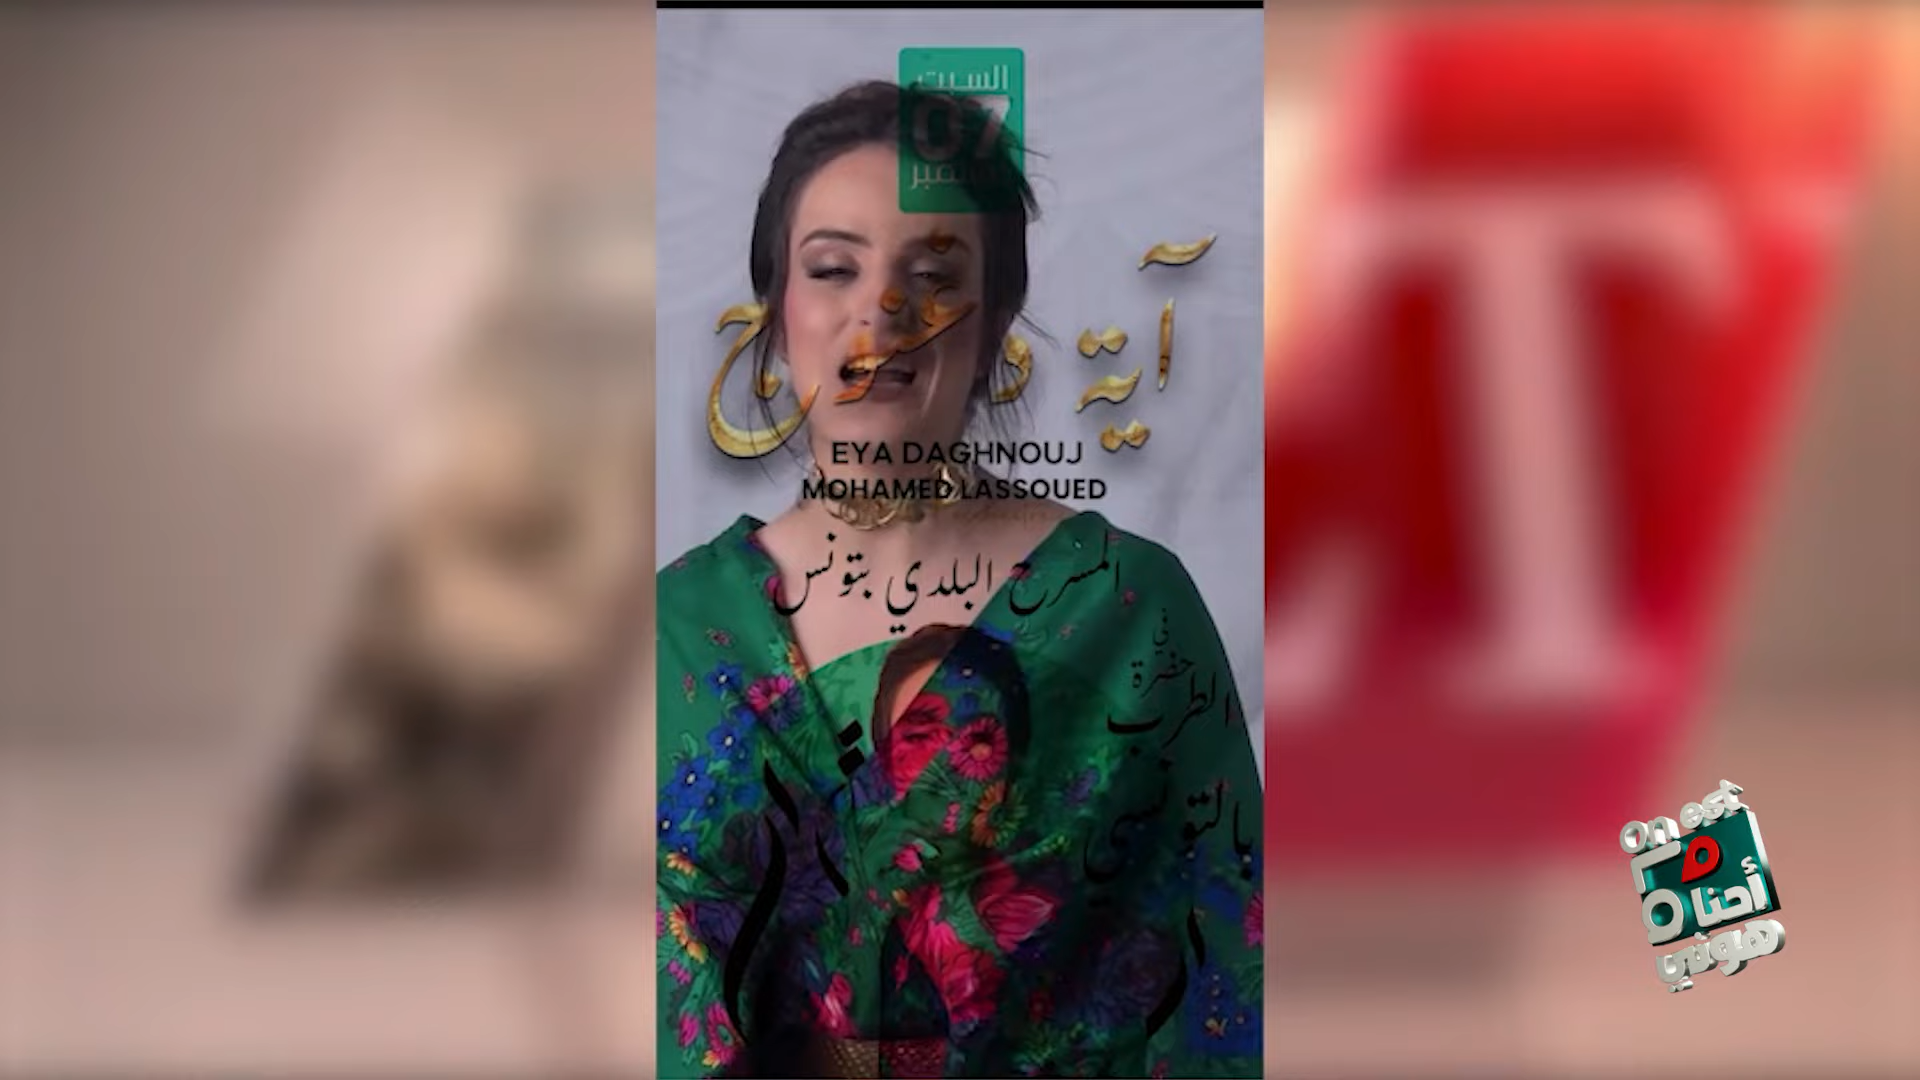 السبت
07
آية دغنوج
EYA DAGHNOUJ
MOHAMED LASSOUED
المسرح البلدي بتونس
في
حضرة
الطرب
بالتونسي
T
on est
là
أحنا
هوني